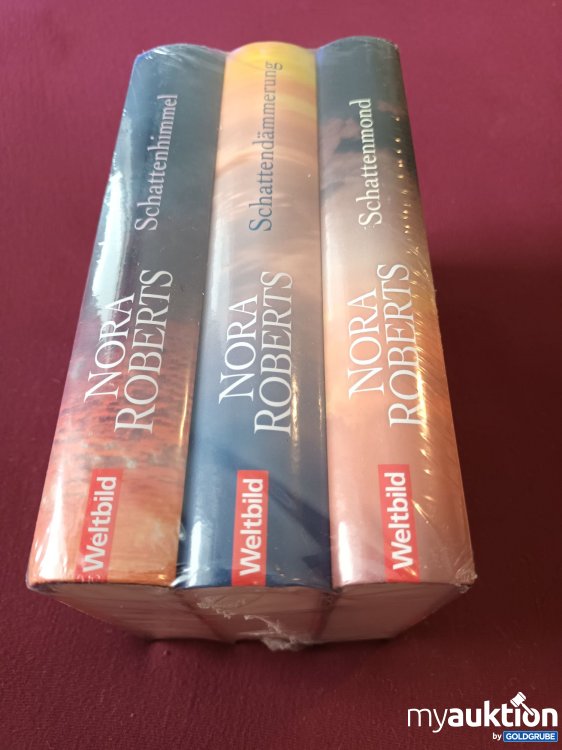 NORA
ROBERTS
Schattenhimmel
Weltbild
NORA
ROBERTS
Schattendämmerung
Weltbild
NORA
ROBERTS
Schattenmond
Weltbild
myauktion
by GOLDGRUBE